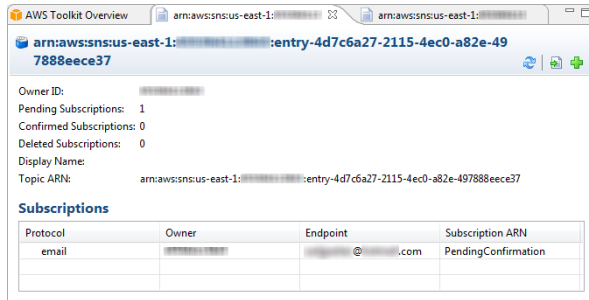 AWS Toolkit Overview
arn:aws:sns:us-east-1:
arn:aws:sns:us-east-1:
arn:aws:sns:us-east-1: :entry-4d7c6a27-2115-4ec0-a82e-49
7888eece37
Owner ID:
Pending Subscriptions: 1
Confirmed Subscriptions: 0
Deleted Subscriptions: 0
Display Name:
Topic ARN: arn:aws:sns:us-east-1: :entry-4d7c6a27-2115-4ec0-a82e-497888eece37
Subscriptions
Protocol Owner Endpoint Subscription ARN
email @ .com PendingConfirmation